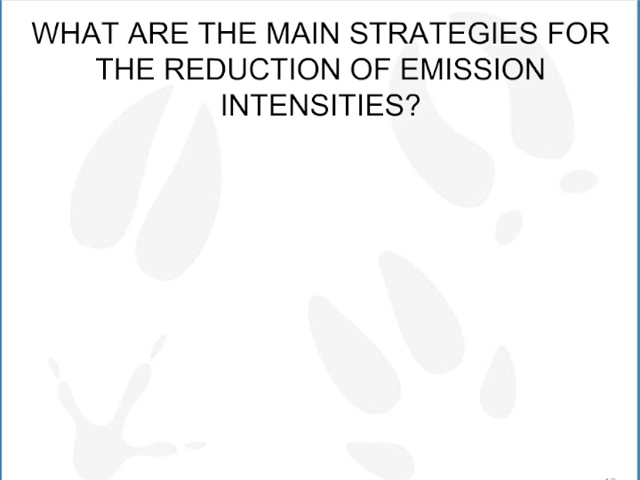 WHAT ARE THE MAIN STRATEGIES FOR
THE REDUCTION OF EMISSION
INTENSITIES?